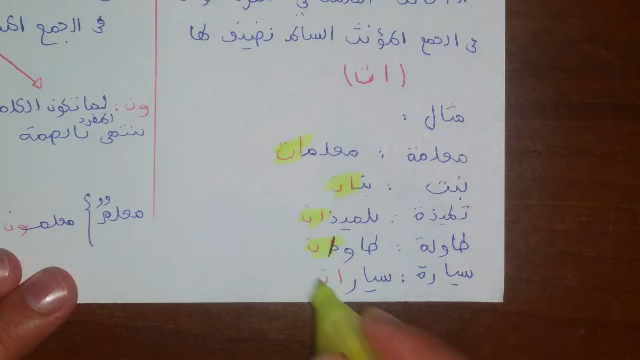 في الجمع المؤنث السالم نضيف لها
(ات)
مثال :
معلمة : معلمات
بنت : بنات
تلميذة : تلميذات
طاولة : طاولات
سيارة : سيارات
في الجمع
ون : لما تكون الكلمة
المفرد
تنتهي بالضمة
معلم } معلمون